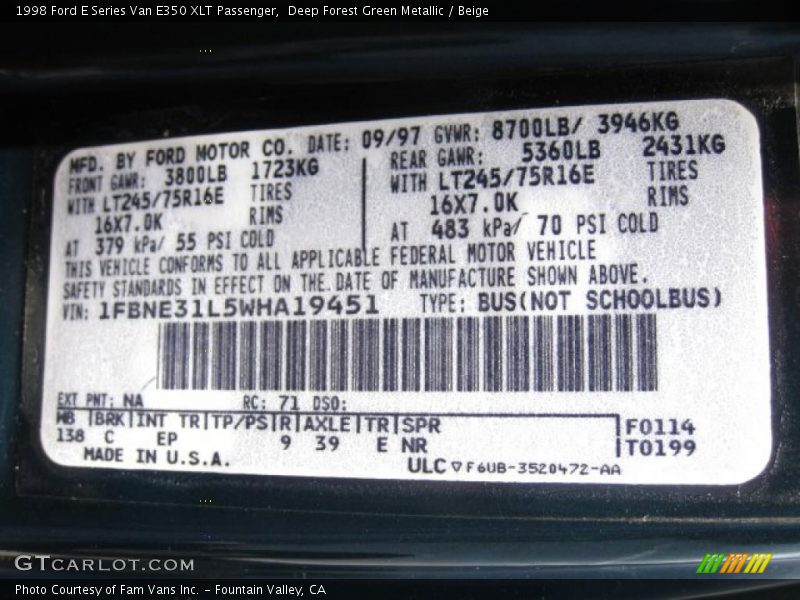 1998 Ford E Series Van E350 XLT Passenger,  Deep Forest Green Metallic / Beige
MFD. BY FORD MOTOR CO. DATE: 09/97 GVWR: 8700LB/ 3946KG
FRONT GAWR: 3800LB 1723KG REAR GAWR: 5360LB 2431KG
WITH LT245/75R16E TIRES WITH LT245/75R16E TIRES
16X7.0K RIMS 16X7.0K RIMS
AT 379 kPa/ 55 PSI COLD AT 483 kPa/ 70 PSI COLD
THIS VEHICLE CONFORMS TO ALL APPLICABLE FEDERAL MOTOR VEHICLE
SAFETY STANDARDS IN EFFECT ON THE DATE OF MANUFACTURE SHOWN ABOVE.
VIN: 1FBNE31L5WHA19451 TYPE: BUS(NOT SCHOOLBUS)
EXT PNT: NA RC: 71 DSO:
WB |BRK|INT TR|TP/PS|R|AXLE|TR|SPR F0114
138 C EP 9 39 E NR T0199
MADE IN U.S.A.
ULC F6UB-3520472-AA
GTCARLOT.COM
Photo Courtesy of Fam Vans Inc. - Fountain Valley, CA